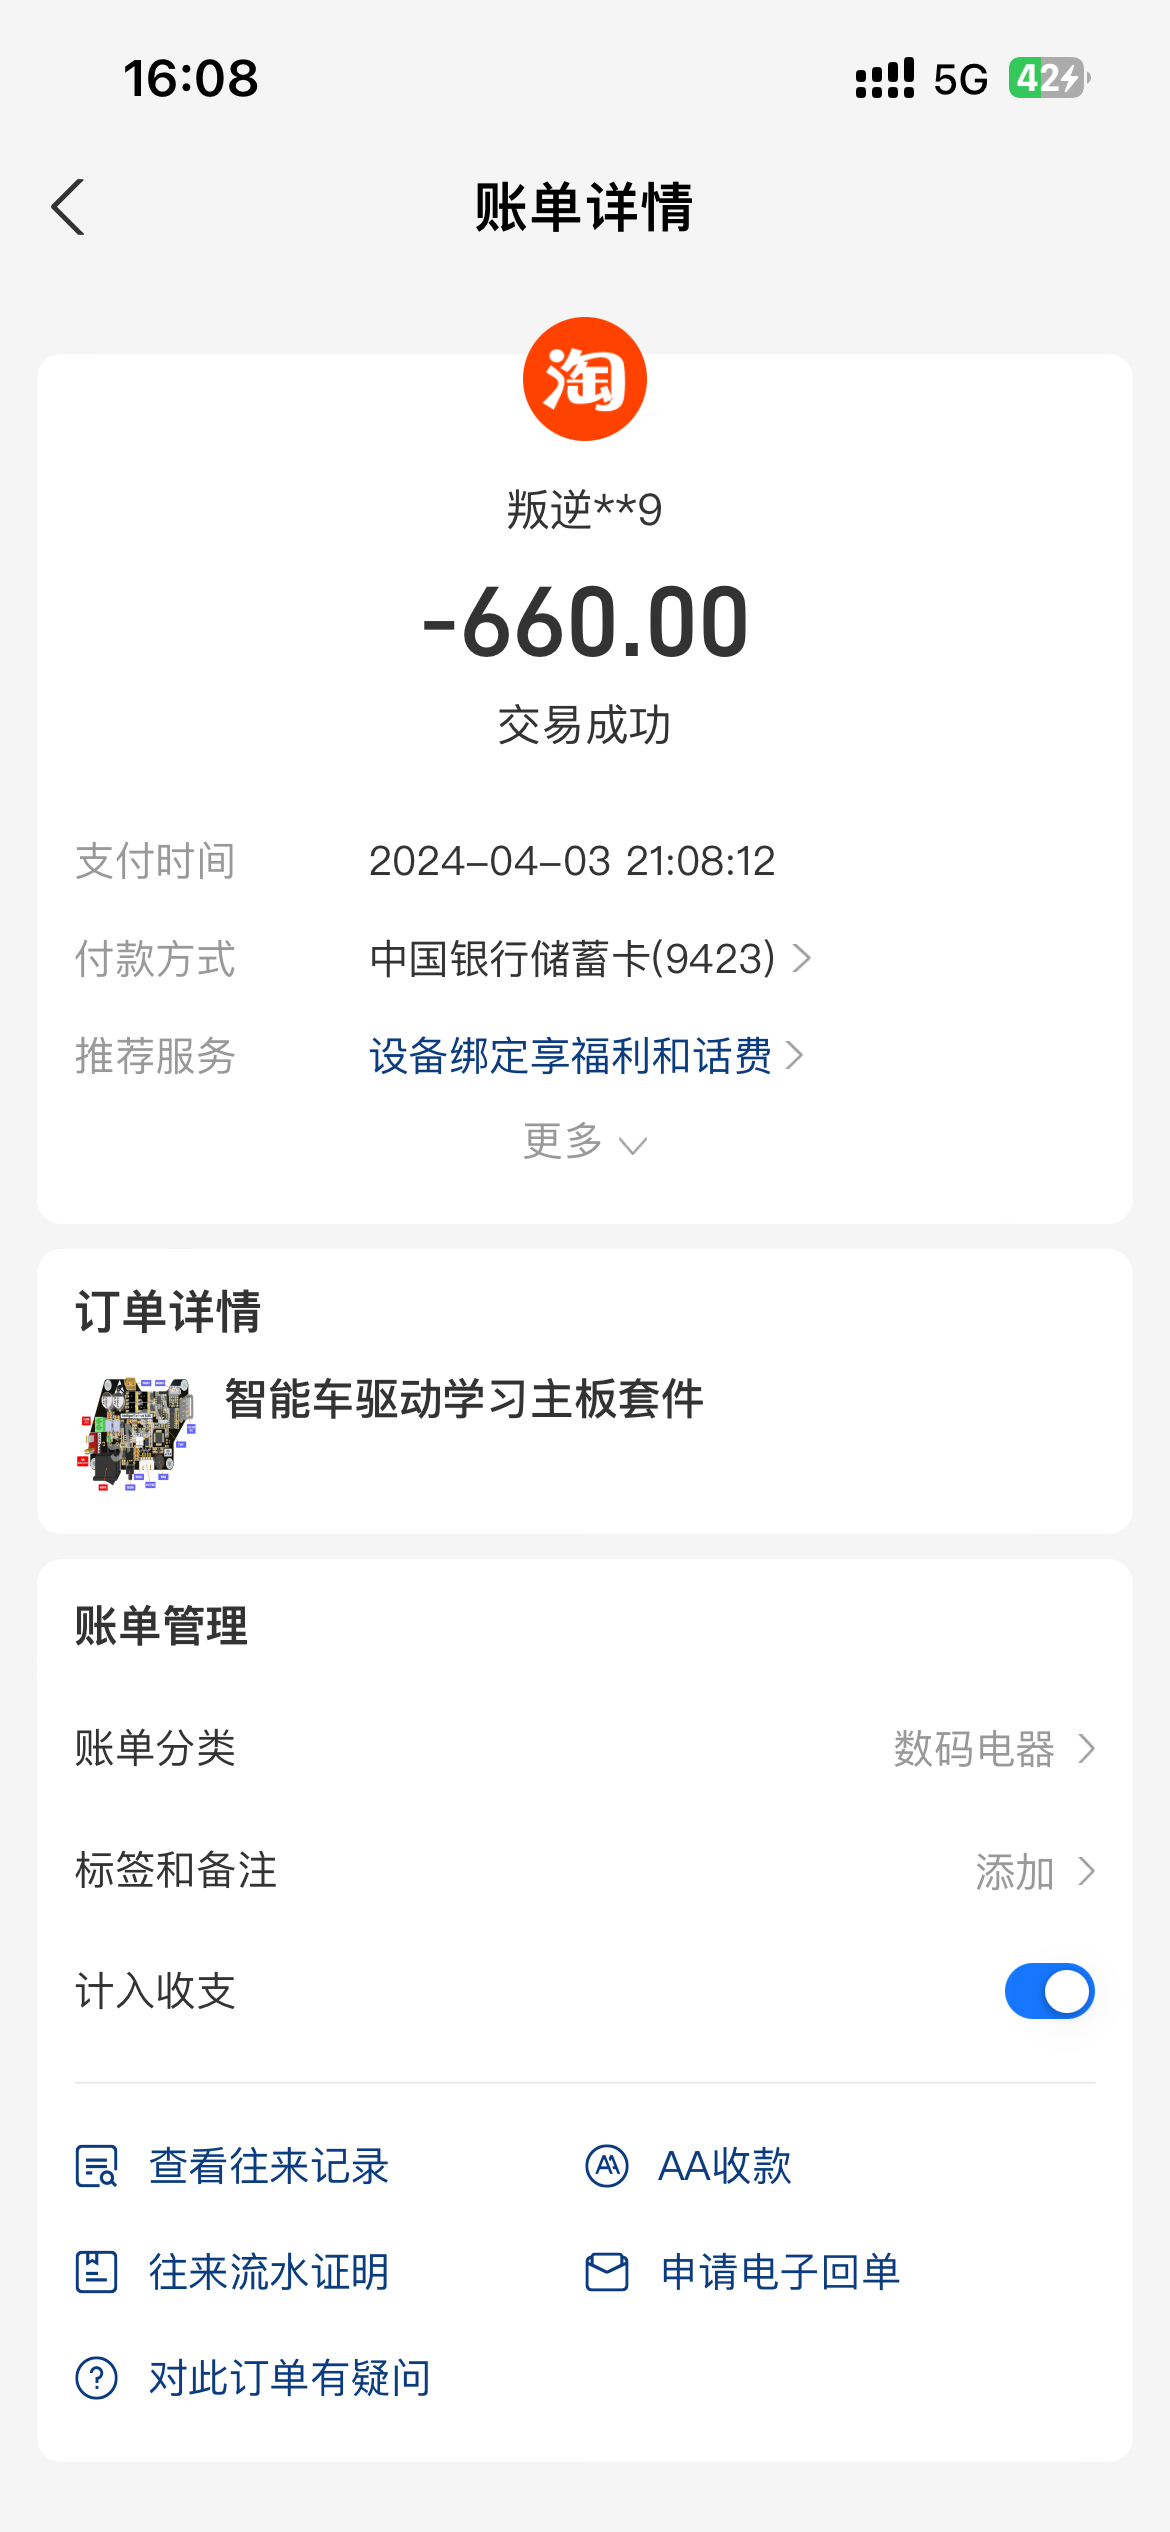 16:08
5G
42
账单详情
淘
叛逆**9
-660.00
交易成功
支付时间 2024-04-03 21:08:12
付款方式 中国银行储蓄卡(9423)
推荐服务 设备绑定享福利和话费
更多
订单详情
智能车驱动学习主板套件
账单管理
账单分类 数码电器
标签和备注 添加
计入收支
查看往来记录 AA收款
往来流水证明 申请电子回单
对此订单有疑问